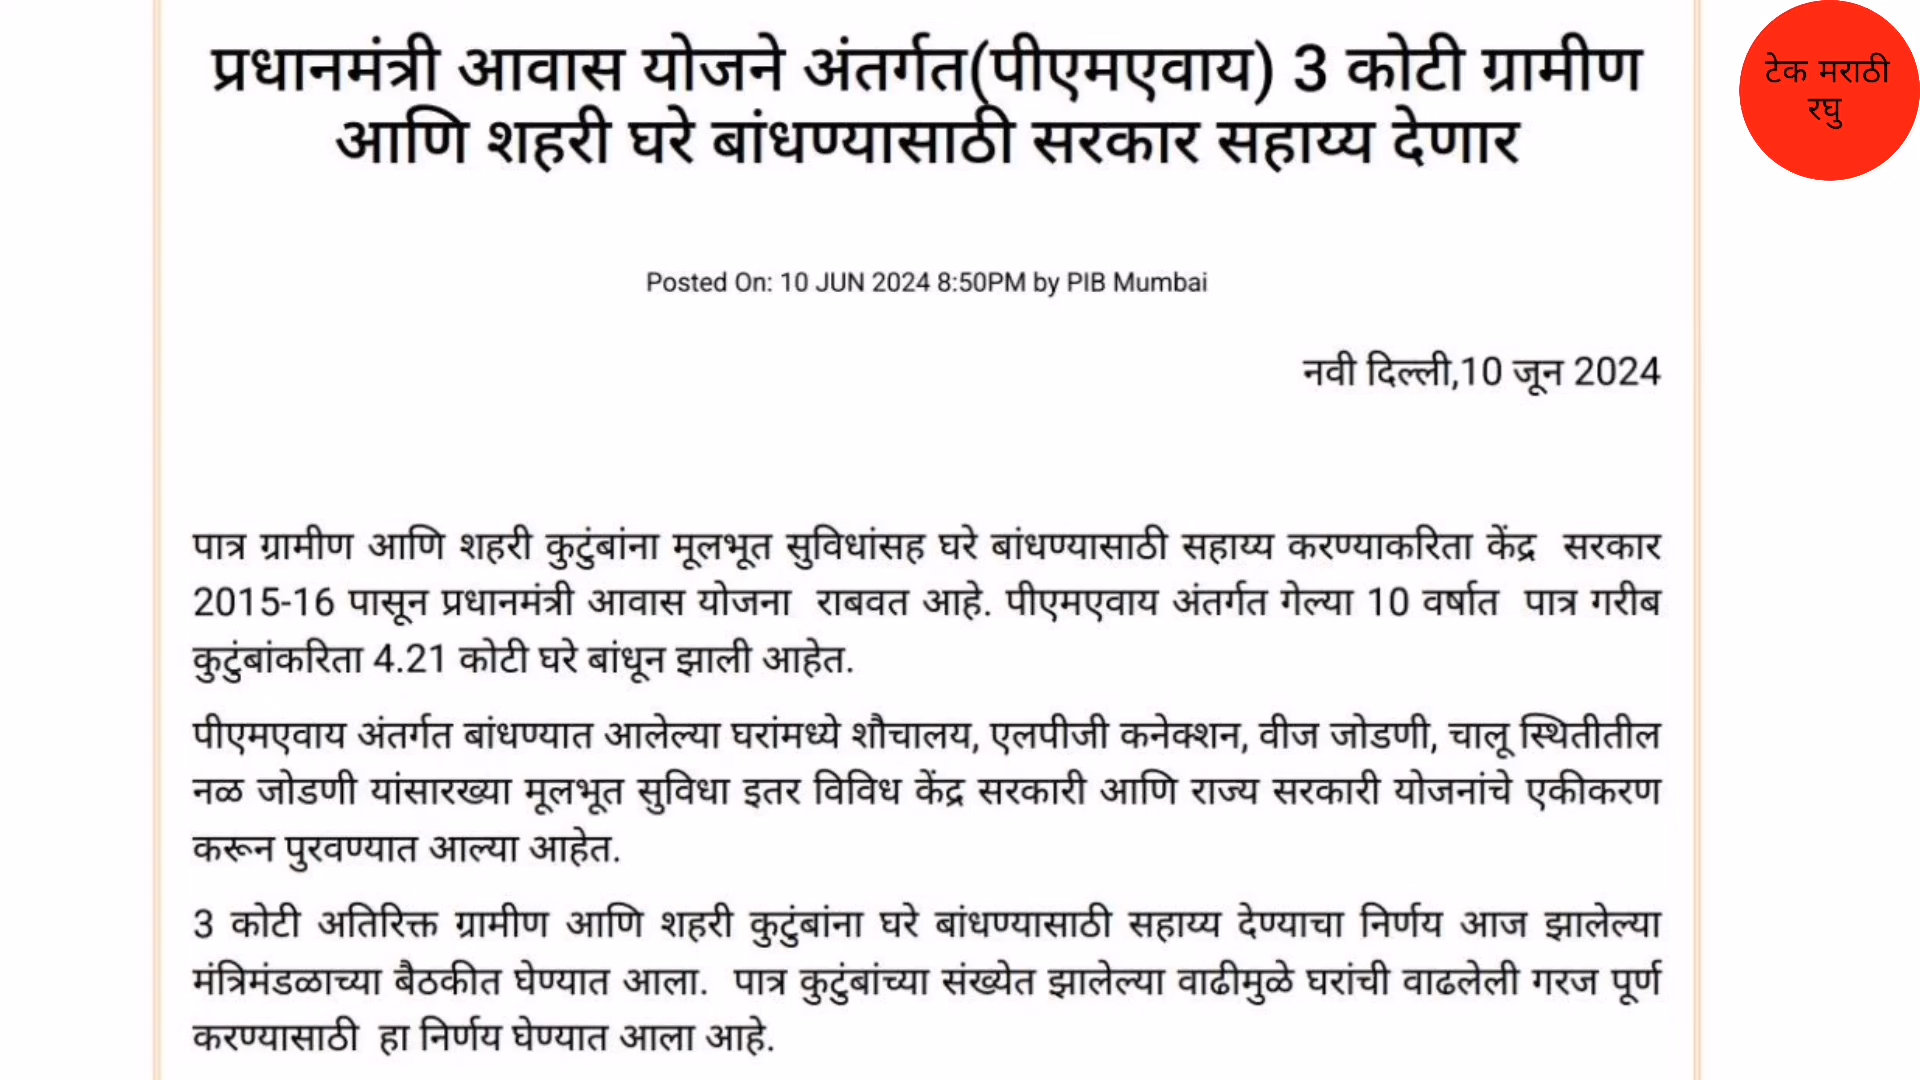 प्रधानमंत्री आवास योजने अंतर्गत(पीएमएवाय) 3 कोटी ग्रामीण
आणि शहरी घरे बांधण्यासाठी सरकार सहाय्य देणार
टेक मराठी
रघु
Posted On: 10 JUN 2024 8:50PM by PIB Mumbai
नवी दिल्ली,10 जून 2024
पात्र ग्रामीण आणि शहरी कुटुंबांना मूलभूत सुविधांसह घरे बांधण्यासाठी सहाय्य करण्याकरिता केंद्र सरकार
2015-16 पासून प्रधानमंत्री आवास योजना राबवत आहे. पीएमएवाय अंतर्गत गेल्या 10 वर्षात पात्र गरीब
कुटुंबांकरिता 4.21 कोटी घरे बांधून झाली आहेत.
पीएमएवाय अंतर्गत बांधण्यात आलेल्या घरांमध्ये शौचालय, एलपीजी कनेक्शन, वीज जोडणी, चालू स्थितीतील
नळ जोडणी यांसारख्या मूलभूत सुविधा इतर विविध केंद्र सरकारी आणि राज्य सरकारी योजनांचे एकीकरण
करून पुरवण्यात आल्या आहेत.
3 कोटी अतिरिक्त ग्रामीण आणि शहरी कुटुंबांना घरे बांधण्यासाठी सहाय्य देण्याचा निर्णय आज झालेल्या
मंत्रिमंडळाच्या बैठकीत घेण्यात आला. पात्र कुटुंबांच्या संख्येत झालेल्या वाढीमुळे घरांची वाढलेली गरज पूर्ण
करण्यासाठी हा निर्णय घेण्यात आला आहे.